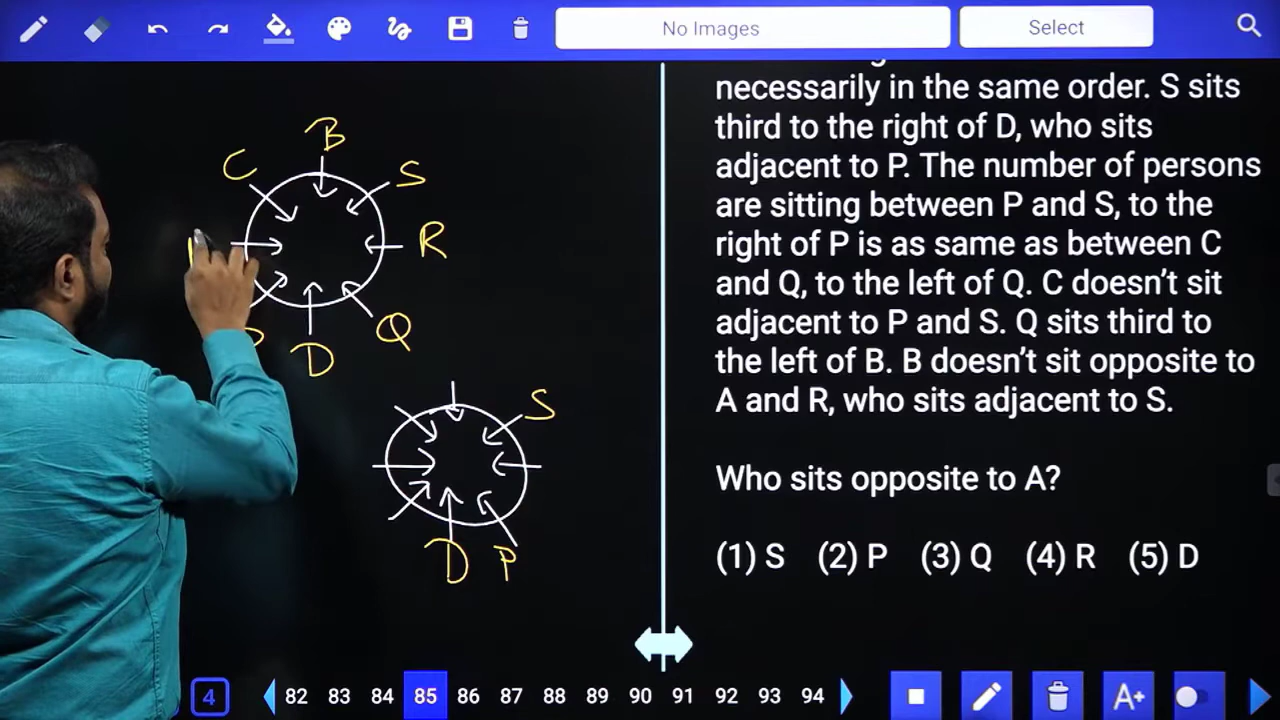 No Images
Select
necessarily in the same order. S sits
third to the right of D, who sits
adjacent to P. The number of persons
are sitting between P and S, to the
right of P is as same as between C
and Q, to the left of Q. C doesn’t sit
adjacent to P and S. Q sits third to
the left of B. B doesn’t sit opposite to
A and R, who sits adjacent to S.
Who sits opposite to A?
(1) S (2) P (3) Q (4) R (5) D
B
C
S
R
Q
D
S
D P
4
82 83 84 85 86 87 88 89 90 91 92 93 94
A+